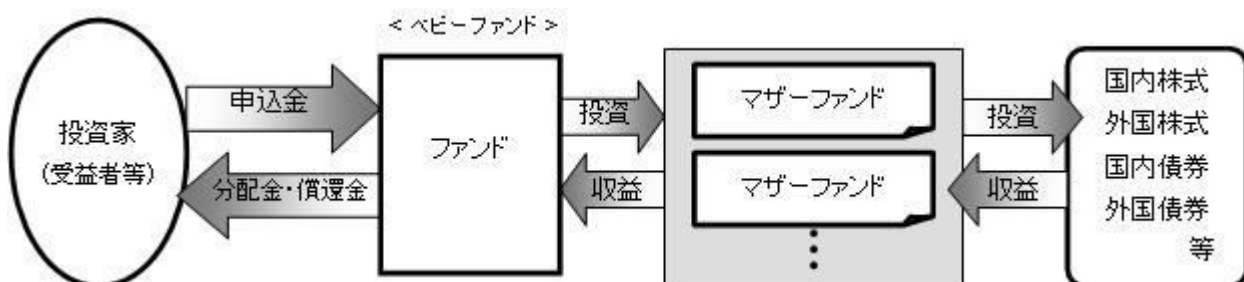 <ベビーファンド>
投資家
(受益者等)
申込金
分配金・償還金
ファンド
投資
収益
マザーファンド
マザーファンド
投資
収益
国内株式
外国株式
国内債券
外国債券
等